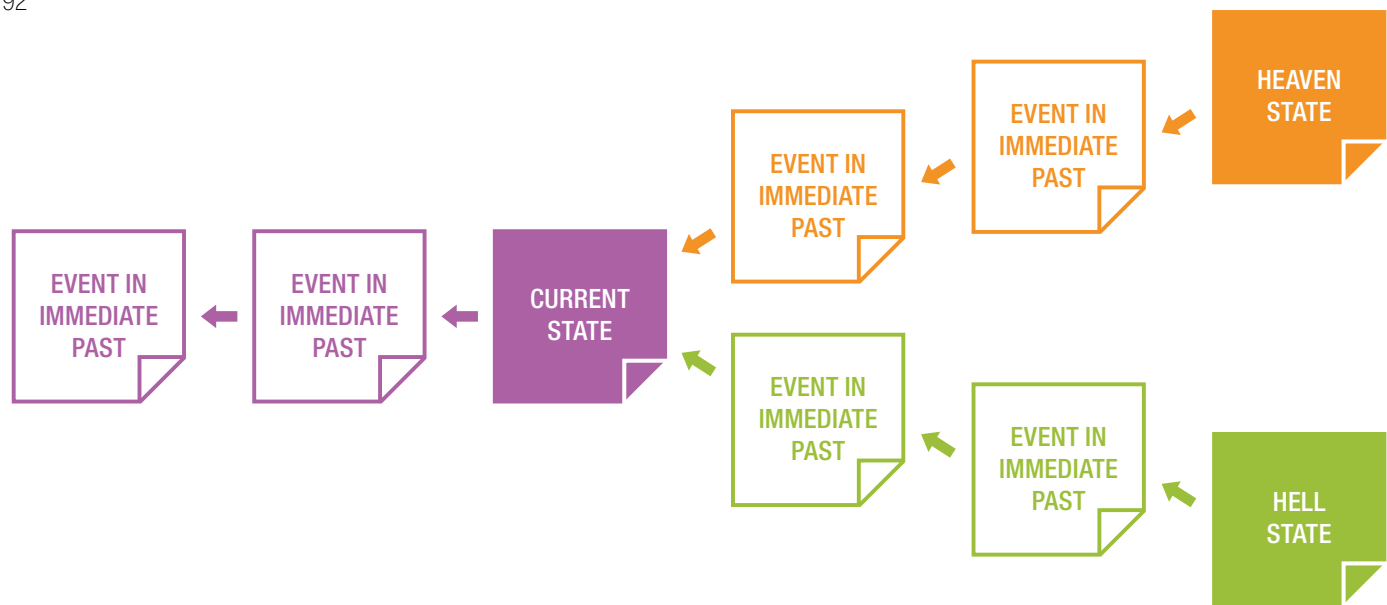 92
HEAVEN
STATE
EVENT IN
IMMEDIATE
PAST
EVENT IN
IMMEDIATE
PAST
EVENT IN
IMMEDIATE
PAST
EVENT IN
IMMEDIATE
PAST
CURRENT
STATE
EVENT IN
IMMEDIATE
PAST
EVENT IN
IMMEDIATE
PAST
HELL
STATE